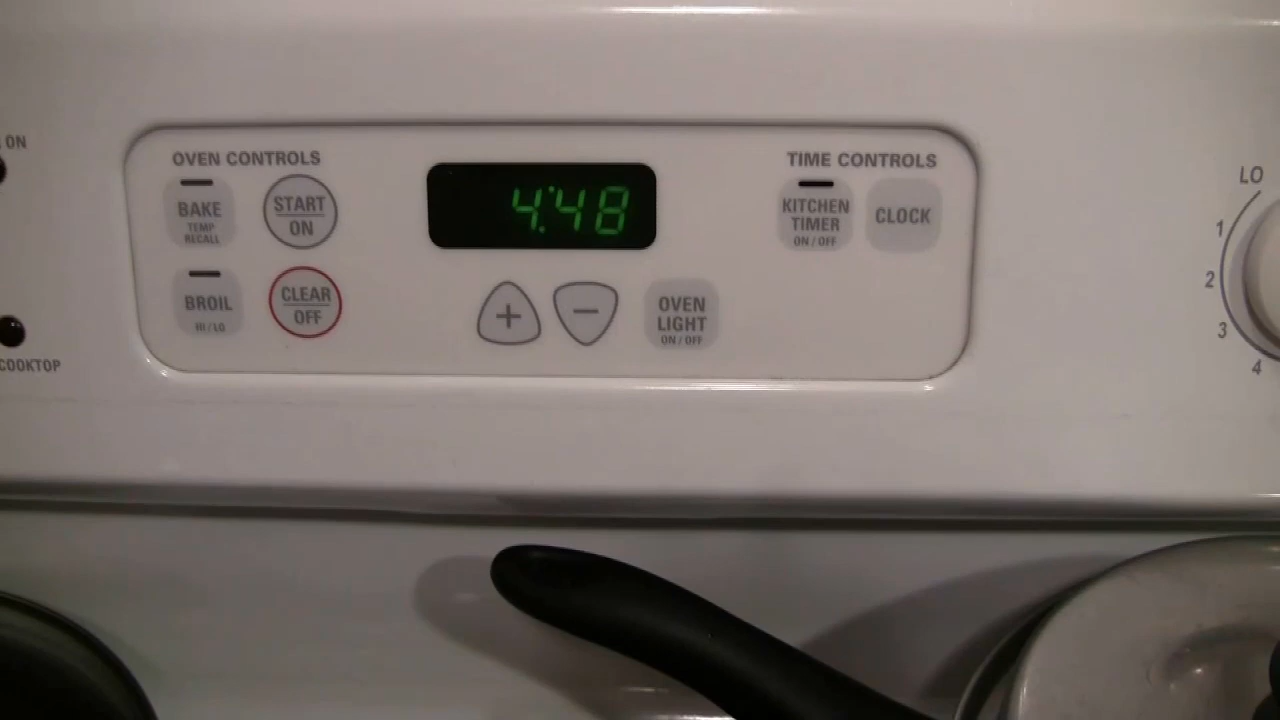 ON
COOKTOP
OVEN CONTROLS
BAKE
TEMP
RECALL
START
ON
BROIL
HI / LO
CLEAR
OFF
4:48
+
−
OVEN
LIGHT
ON / OFF
TIME CONTROLS
KITCHEN
TIMER
ON / OFF
CLOCK
LO
1
2
3
4